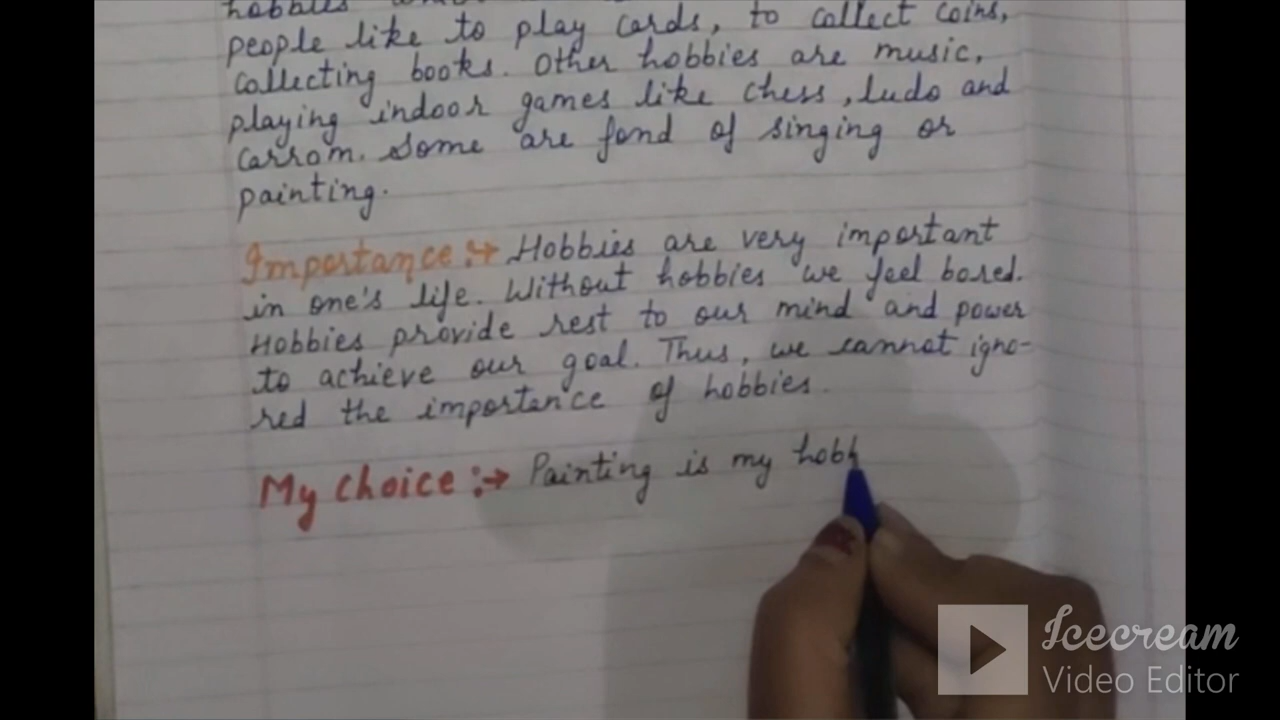 hobbies
people like to play cards, to collect coins,
collecting books. Other hobbies are music,
playing indoor games like chess, ludo and
carrom. Some are fond of singing or
painting.
Importance :→ Hobbies are very important
in one's life. Without hobbies we feel bored.
Hobbies provide rest to our mind and power
to achieve our goal. Thus, we cannot igno-
red the importance of hobbies.
My Choice :→ Painting is my hobb
Icecream
Video Editor